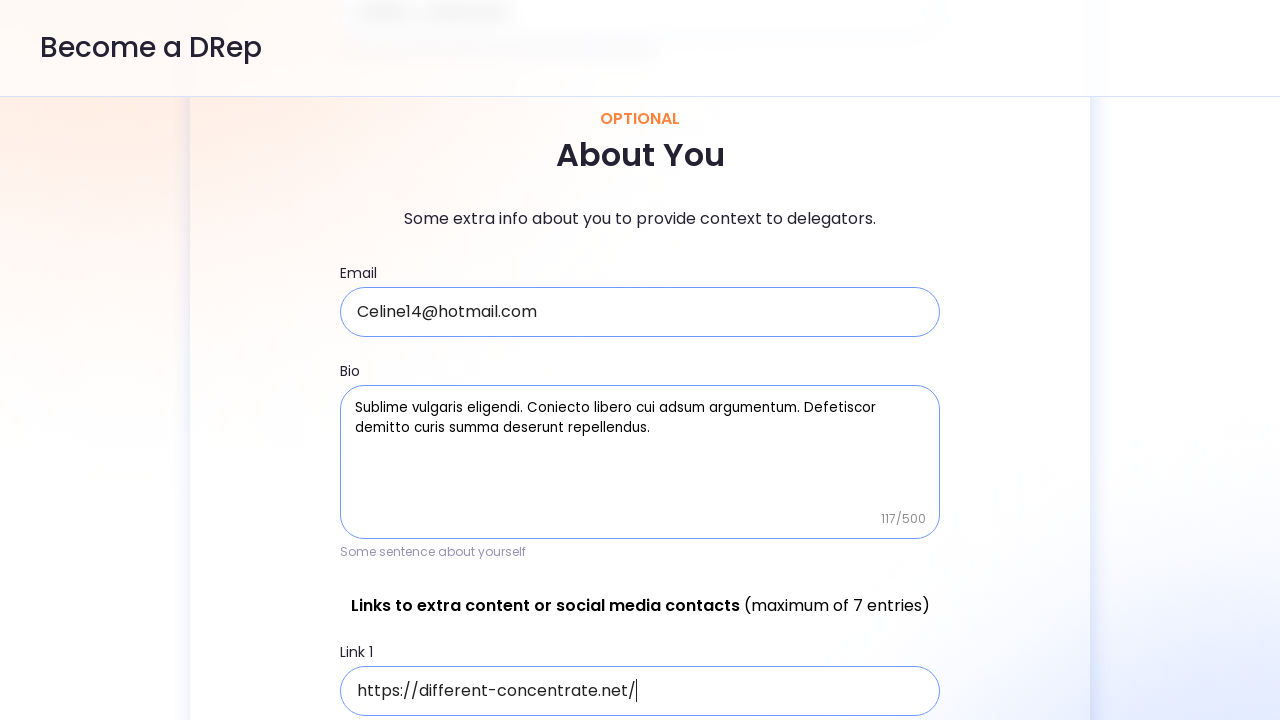 Become a DRep
OPTIONAL
About You
Some extra info about you to provide context to delegators.
Email
Celine14@hotmail.com
Bio
Sublime vulgaris eligendi. Coniecto libero cui adsum argumentum. Defetiscor
demitto curis summa deserunt repellendus.
117/500
Some sentence about yourself
Links to extra content or social media contacts (maximum of 7 entries)
Link 1
https://different-concentrate.net/